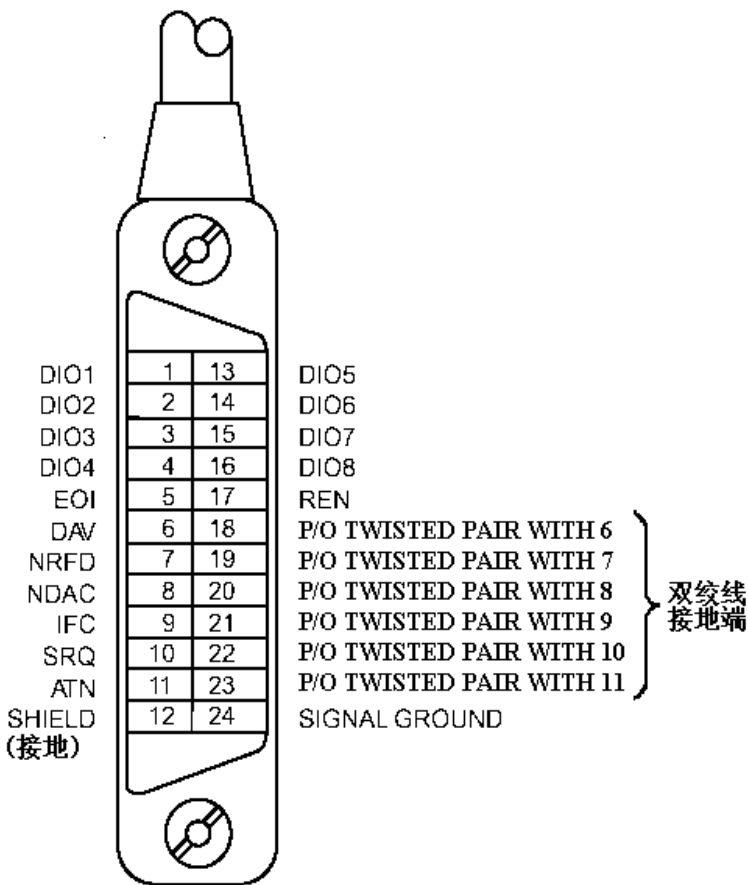 DIO1 1 13 DIO5
DIO2 2 14 DIO6
DIO3 3 15 DIO7
DIO4 4 16 DIO8
EOI 5 17 REN
DAV 6 18 P/O TWISTED PAIR WITH 6
NRFD 7 19 P/O TWISTED PAIR WITH 7
NDAC 8 20 P/O TWISTED PAIR WITH 8
IFC 9 21 P/O TWISTED PAIR WITH 9
SRQ 10 22 P/O TWISTED PAIR WITH 10
ATN 11 23 P/O TWISTED PAIR WITH 11
SHIELD 12 24 SIGNAL GROUND
(接地)
双绞线
接地端